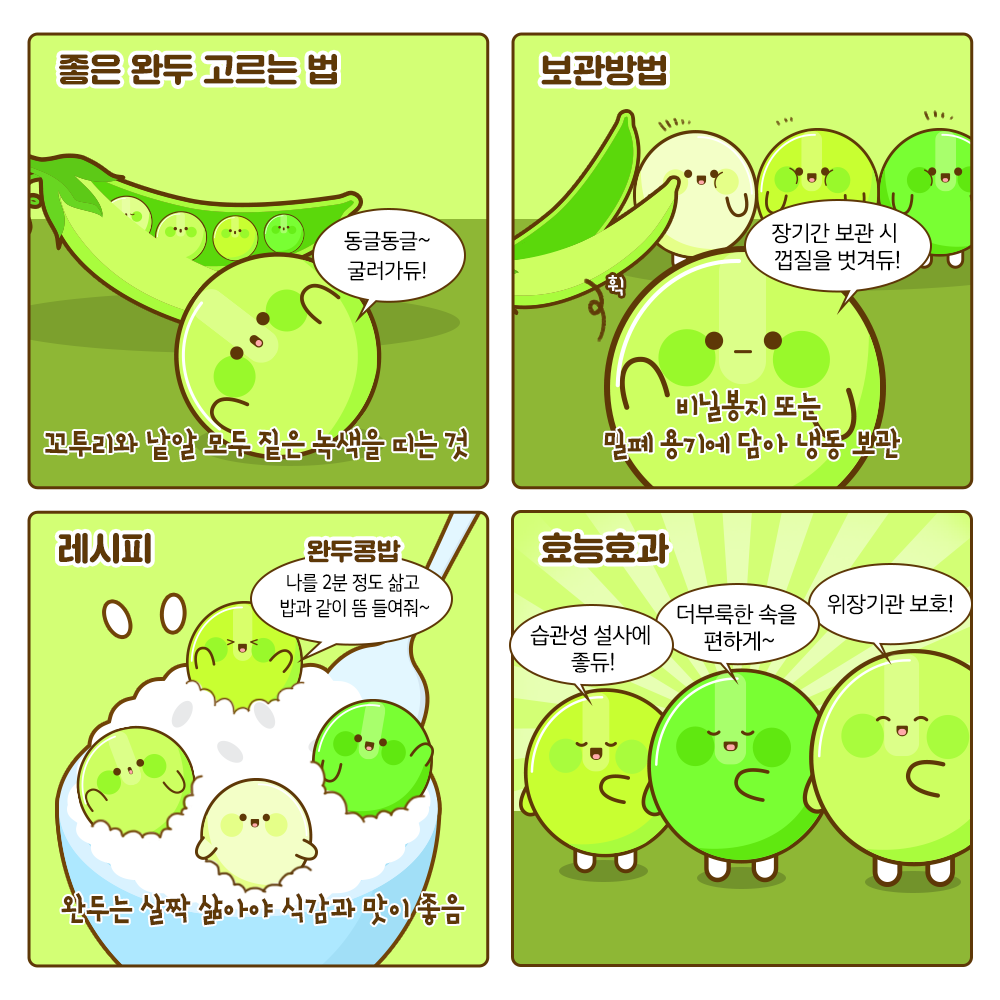 좋은 완두 고르는 법
동글동글~
굴러가듀!
꼬투리와 낱알 모두 짙은 녹색을 띠는 것
보관방법
장기간 보관 시
껍질을 벗겨듀!
휙
비닐봉지 또는
밀폐 용기에 담아 냉동 보관
레시피
완두콩밥
나를 2분 정도 삶고
밥과 같이 뜸 들여줘~
완두는 살짝 삶아야 식감과 맛이 좋음
효능효과
습관성 설사에
좋듀!
더부룩한 속을
편하게~
위장기관 보호!